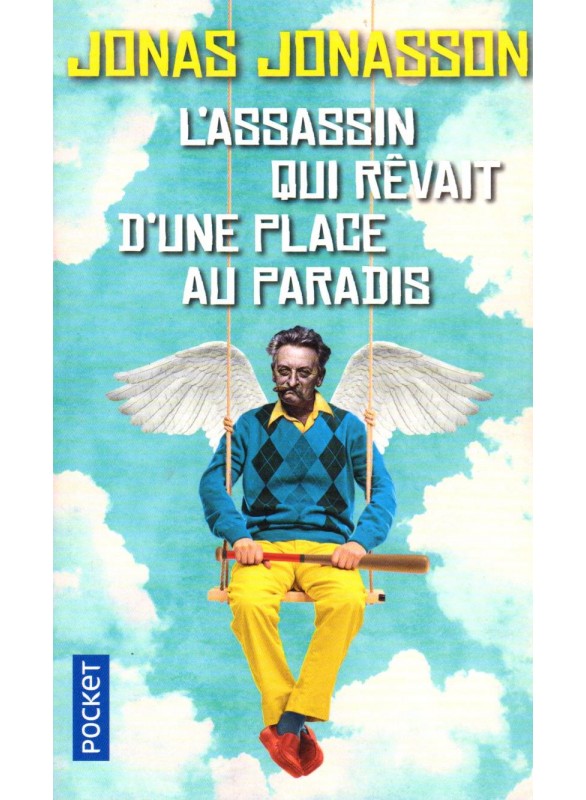 JONAS JONASSON
L'ASSASSIN
QUI RÊVAIT
D'UNE PLACE
AU PARADIS
POCKET